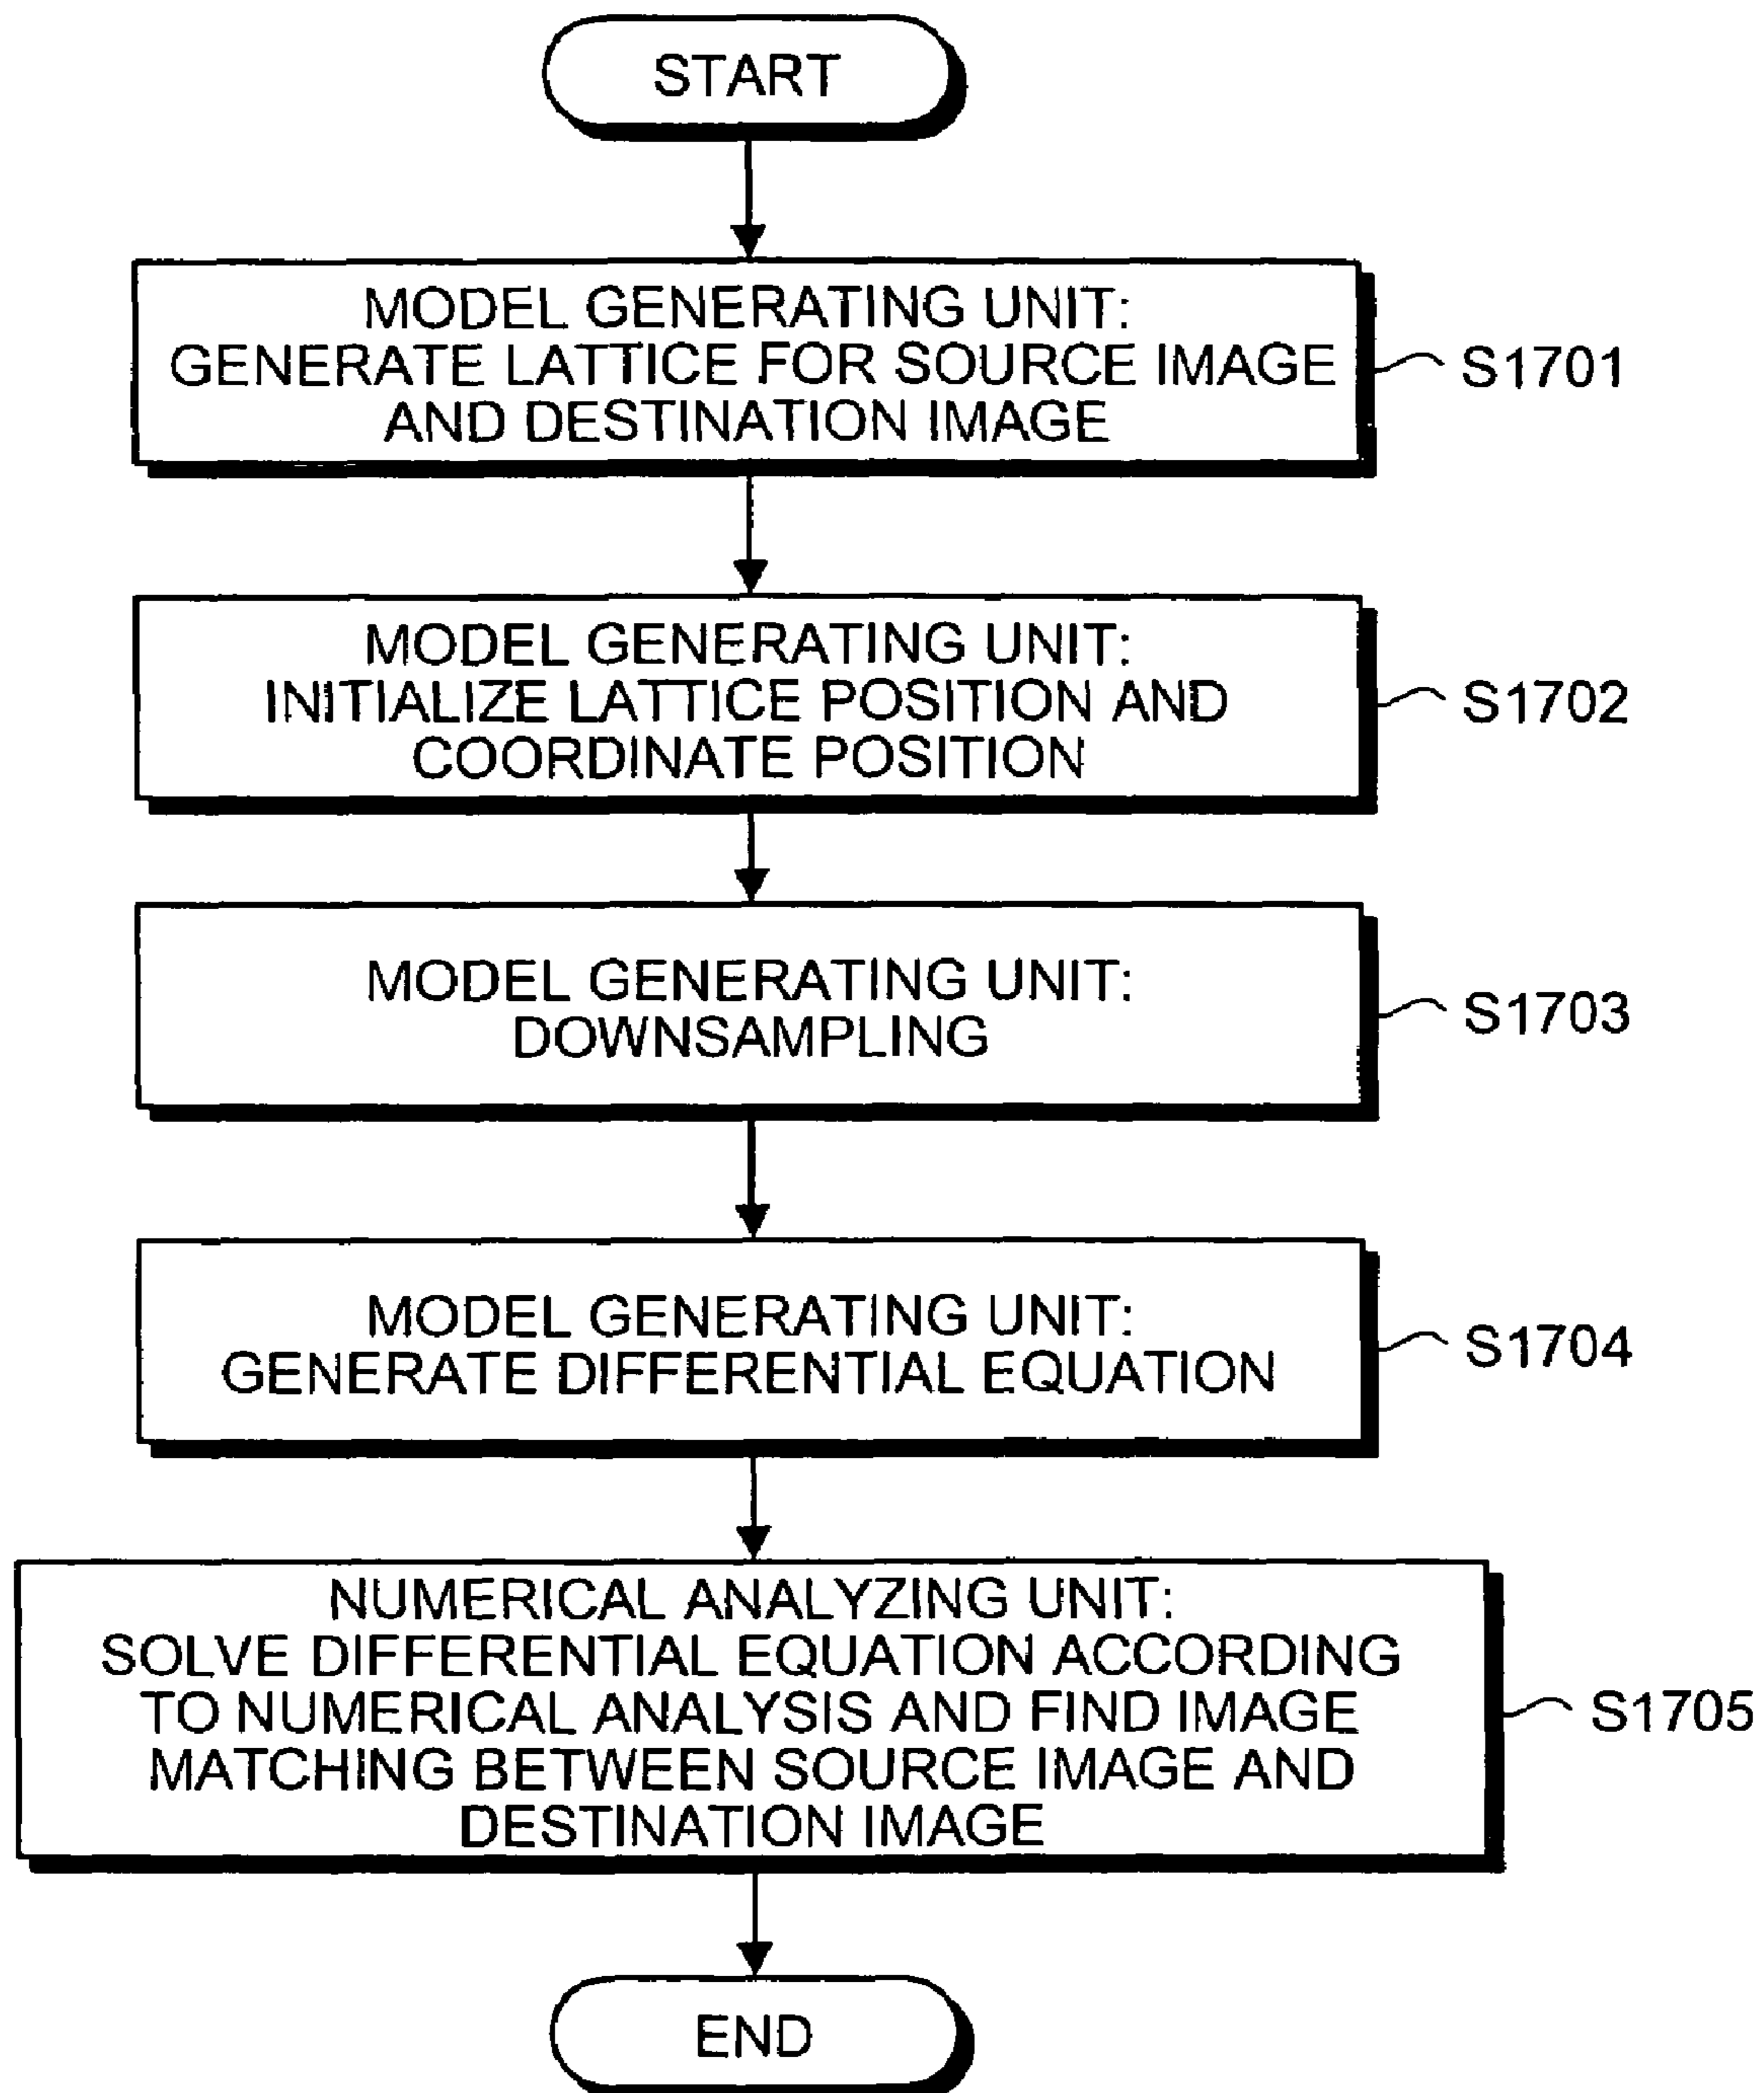 START
MODEL GENERATING UNIT:
GENERATE LATTICE FOR SOURCE IMAGE
AND DESTINATION IMAGE
S1701
MODEL GENERATING UNIT:
INITIALIZE LATTICE POSITION AND
COORDINATE POSITION
S1702
MODEL GENERATING UNIT:
DOWNSAMPLING
S1703
MODEL GENERATING UNIT:
GENERATE DIFFERENTIAL EQUATION
S1704
NUMERICAL ANALYZING UNIT:
SOLVE DIFFERENTIAL EQUATION ACCORDING
TO NUMERICAL ANALYSIS AND FIND IMAGE
MATCHING BETWEEN SOURCE IMAGE AND
DESTINATION IMAGE
S1705
END